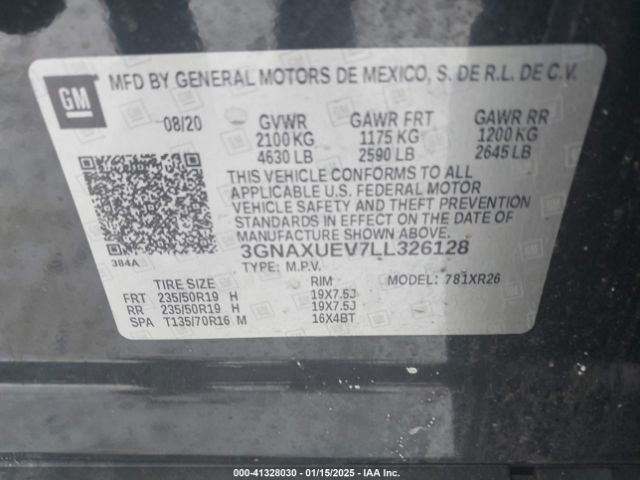 GM
MFD BY GENERAL MOTORS DE MEXICO, S. DE R.L. DE C.V.
08/20 GVWR GAWR FRT GAWR RR
2100 KG 1175 KG 1200 KG
4630 LB 2590 LB 2645 LB
THIS VEHICLE CONFORMS TO ALL
APPLICABLE U.S. FEDERAL MOTOR
VEHICLE SAFETY AND THEFT PREVENTION
STANDARDS IN EFFECT ON THE DATE OF
MANUFACTURE SHOWN ABOVE.
384A 3GNAXUEV7LL326128
TYPE: M.P.V. MODEL: 781XR26
TIRE SIZE RIM
FRT 235/50R19 H 19X7.5J
RR 235/50R19 H 19X7.5J
SPA T135/70R16 M 16X4BT
000-41328030 - 01/15/2025 - IAA Inc.